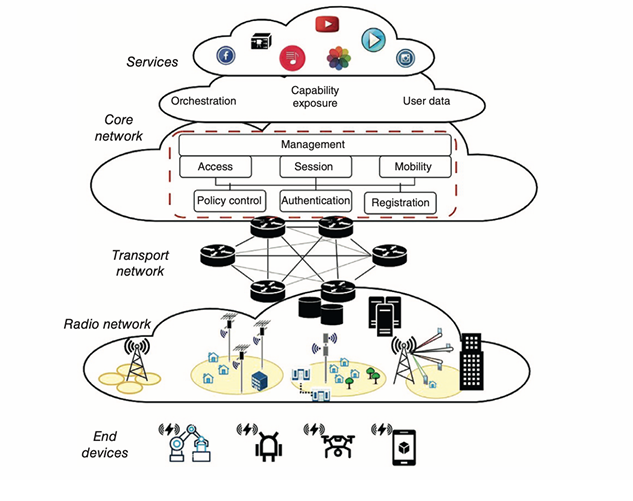 Services
Orchestration
Capability
exposure
User data
Core
network
Management
Access
Session
Mobility
Policy control
Authentication
Registration
Transport
network
Radio network
End
devices